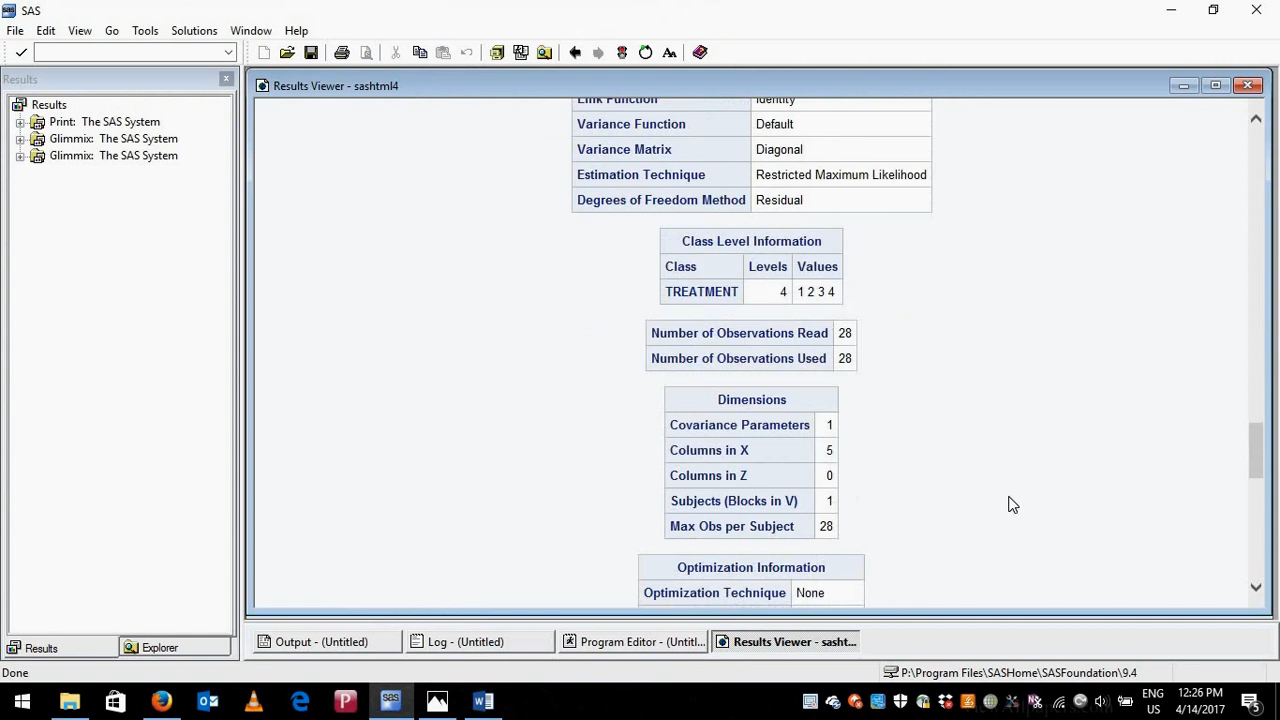 SAS
File Edit View Go Tools Solutions Window Help
Results
Results Viewer - sashtml4
Results
Print: The SAS System
Glimmix: The SAS System
Glimmix: The SAS System
Link Function Identity
Variance Function Default
Variance Matrix Diagonal
Estimation Technique Restricted Maximum Likelihood
Degrees of Freedom Method Residual
Class Level Information
Class Levels Values
TREATMENT 4 1 2 3 4
Number of Observations Read 28
Number of Observations Used 28
Dimensions
Covariance Parameters 1
Columns in X 5
Columns in Z 0
Subjects (Blocks in V) 1
Max Obs per Subject 28
Optimization Information
Optimization Technique None
Results Explorer
Output - (Untitled) Log - (Untitled) Program Editor - (Untitl... Results Viewer - sasht...
Done P:\Program Files\SASHome\SASFoundation\9.4
ENG 12:26 PM
US 4/14/2017 5